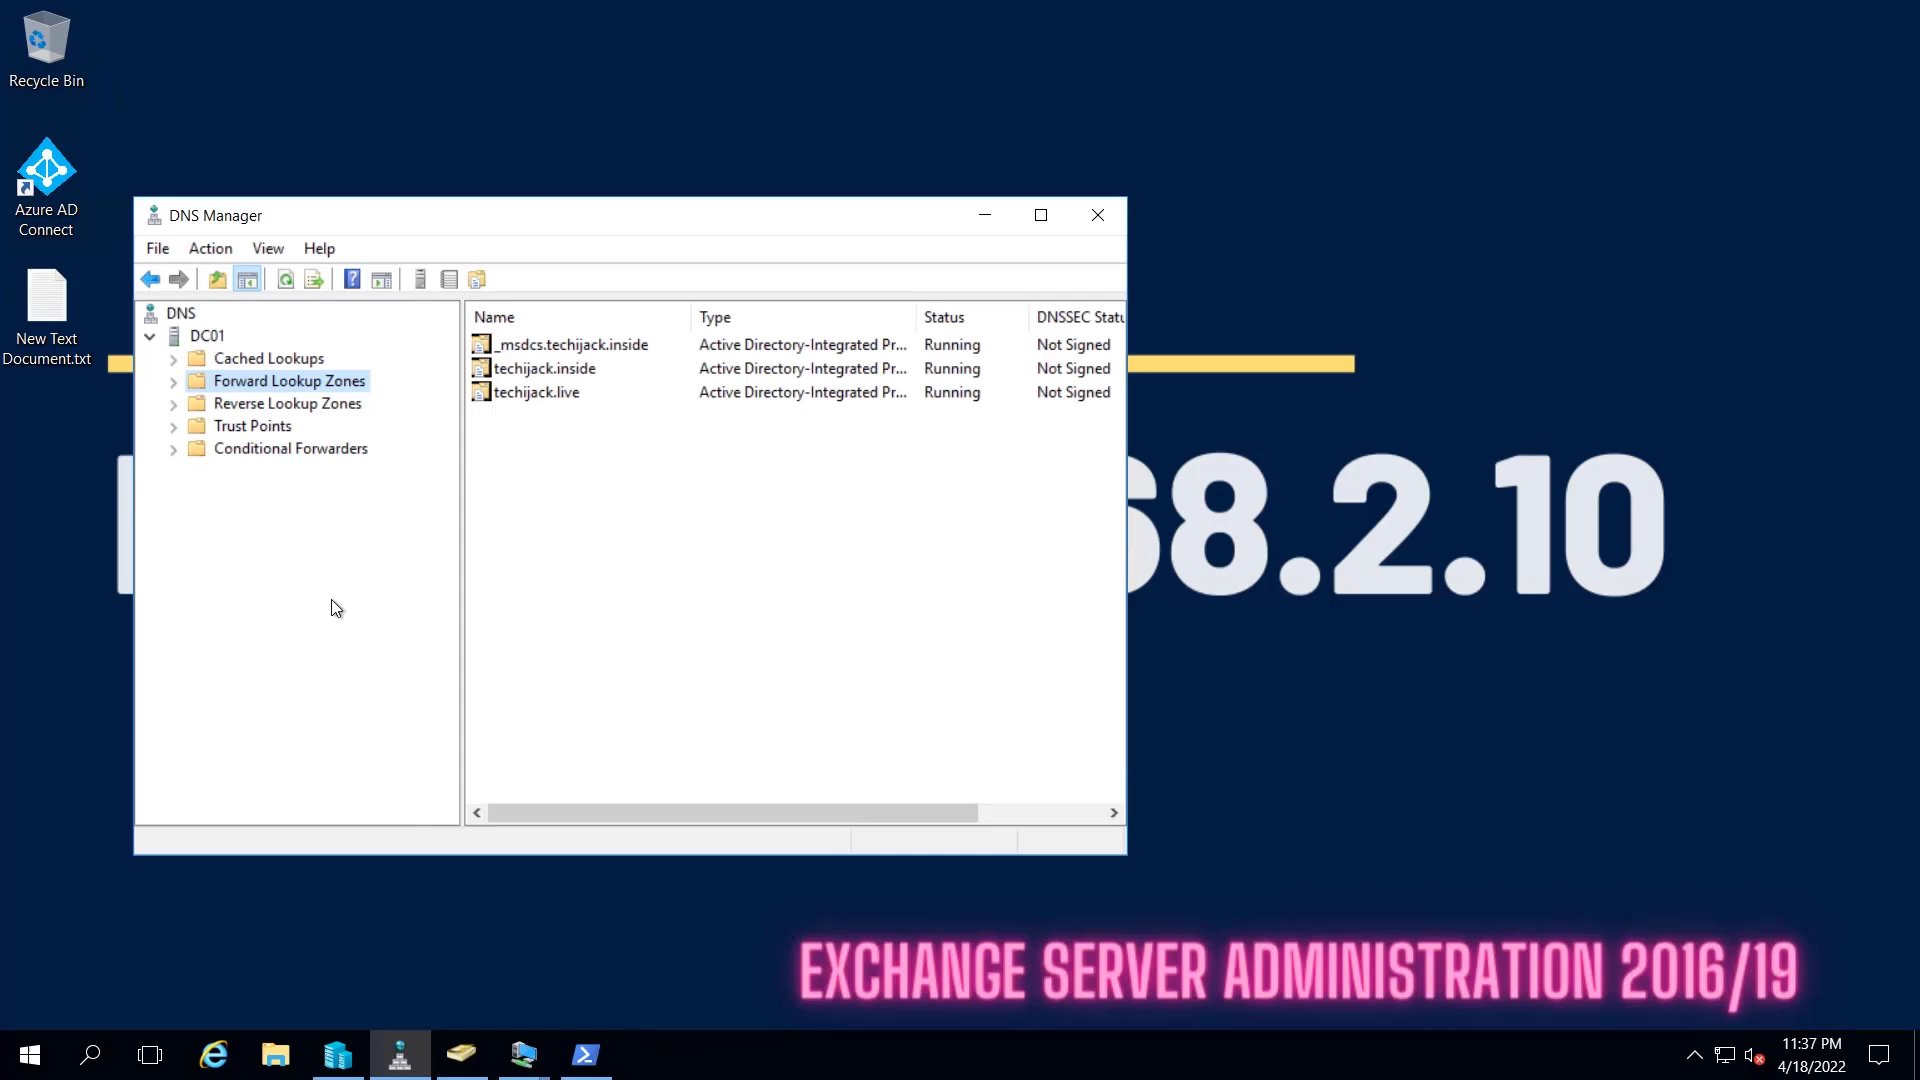 Recycle Bin
Azure AD
Connect
New Text
Document.txt
DNS Manager
File Action View Help
DNS
DC01
Cached Lookups
Forward Lookup Zones
Reverse Lookup Zones
Trust Points
Conditional Forwarders
Name Type Status DNSSEC Statu
_msdcs.techijack.inside Active Directory-Integrated Pr... Running Not Signed
techijack.inside Active Directory-Integrated Pr... Running Not Signed
techijack.live Active Directory-Integrated Pr... Running Not Signed
68.2.10
EXCHANGE SERVER ADMINISTRATION 2016/19
11:37 PM
4/18/2022